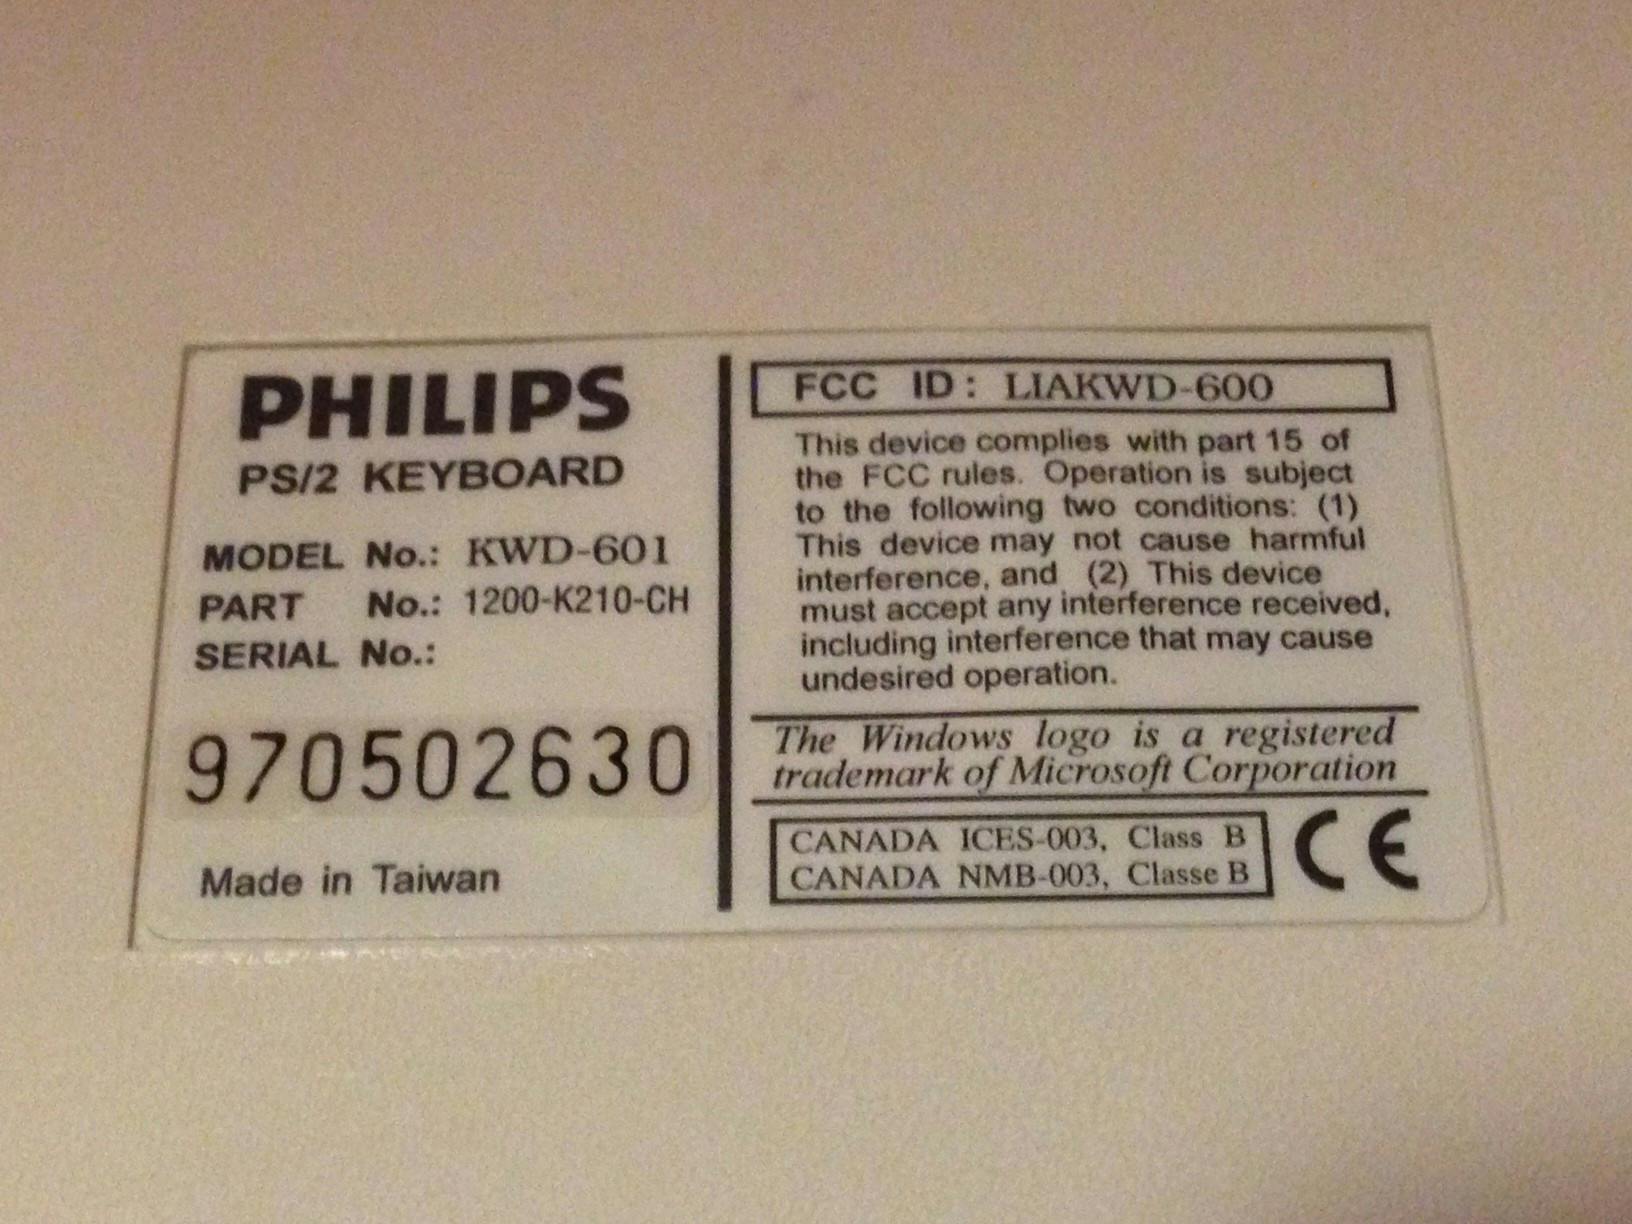 PHILIPS
PS/2 KEYBOARD
MODEL No.: KWD-601
PART No.: 1200-K210-CH
SERIAL No.:
970502630
Made in Taiwan
FCC ID: LIAKWD-600
This device complies with part 15 of
the FCC rules. Operation is subject
to the following two conditions: (1)
This device may not cause harmful
interference, and (2) This device
must accept any interference received,
including interference that may cause
undesired operation.
The Windows logo is a registered
trademark of Microsoft Corporation
CANADA ICES-003, Class B
CANADA NMB-003, Classe B
CE